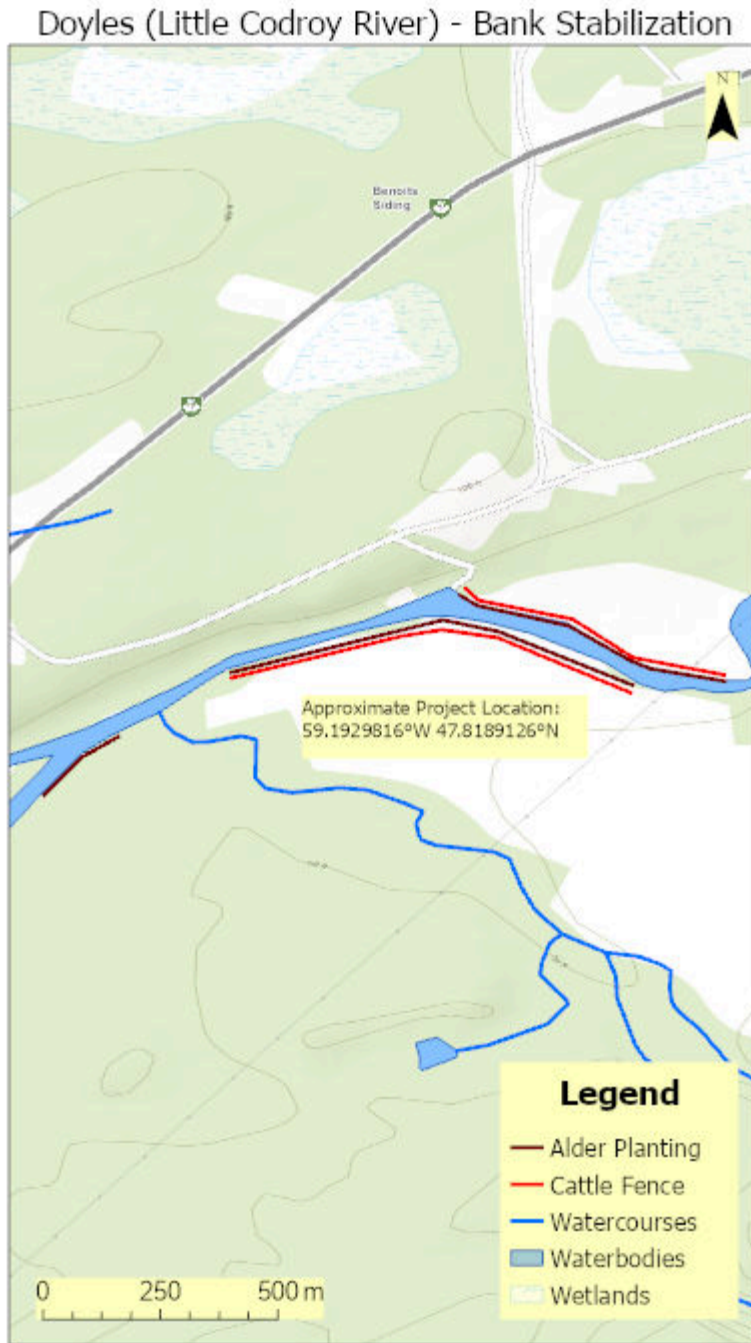 Doyles (Little Codroy River) - Bank Stabilization
N
Benoits
Siding
Approximate Project Location:
59.1929816°W 47.8189126°N
Legend
Alder Planting
Cattle Fence
Watercourses
Waterbodies
Wetlands
0 250 500 m